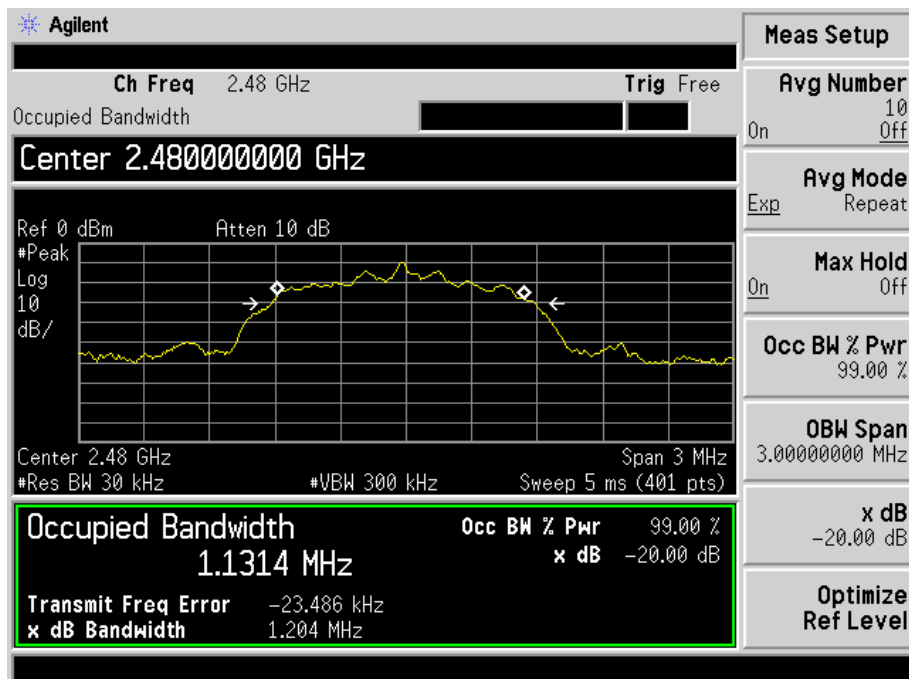 Agilent
Ch Freq 2.48 GHz Trig Free
Occupied Bandwidth
Center 2.480000000 GHz
Ref 0 dBm Atten 10 dB
#Peak
Log
10
dB/
Center 2.48 GHz Span 3 MHz
#Res BW 30 kHz #VBW 300 kHz Sweep 5 ms (401 pts)
Occupied Bandwidth Occ BW % Pwr 99.00 %
1.1314 MHz x dB -20.00 dB
Transmit Freq Error -23.486 kHz
x dB Bandwidth 1.204 MHz
Meas Setup
Avg Number
10
On Off
Avg Mode
Exp Repeat
Max Hold
On Off
Occ BW % Pwr
99.00 %
OBW Span
3.00000000 MHz
x dB
-20.00 dB
Optimize
Ref Level